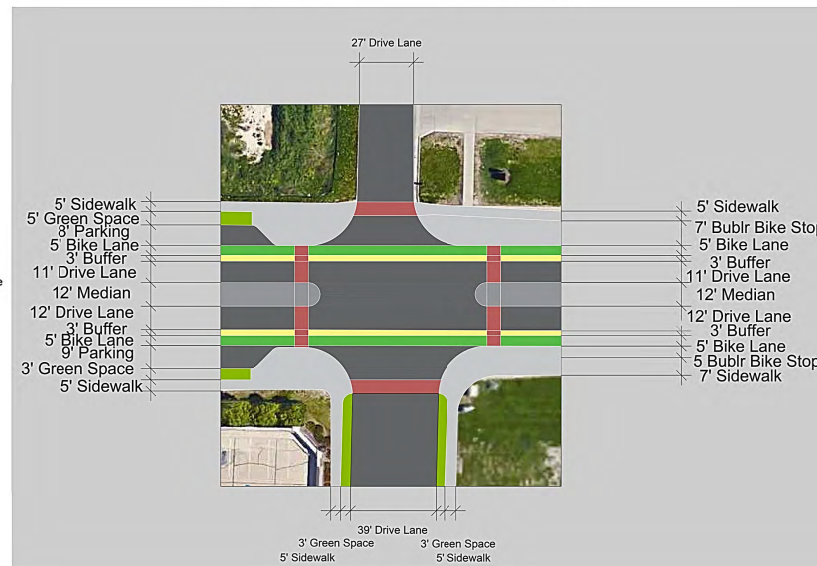 27' Drive Lane
5' Sidewalk
5' Green Space
8' Parking
5' Bike Lane
3' Buffer
11' Drive Lane
12' Median
12' Drive Lane
3' Buffer
5' Bike Lane
9' Parking
3' Green Space
5' Sidewalk
5' Sidewalk
7' Bublr Bike Stop
5' Bike Lane
3' Buffer
11' Drive Lane
12' Median
12' Drive Lane
3' Buffer
5' Bike Lane
5 Bublr Bike Stop
7' Sidewalk
39' Drive Lane
3' Green Space
3' Green Space
5' Sidewalk
5' Sidewalk